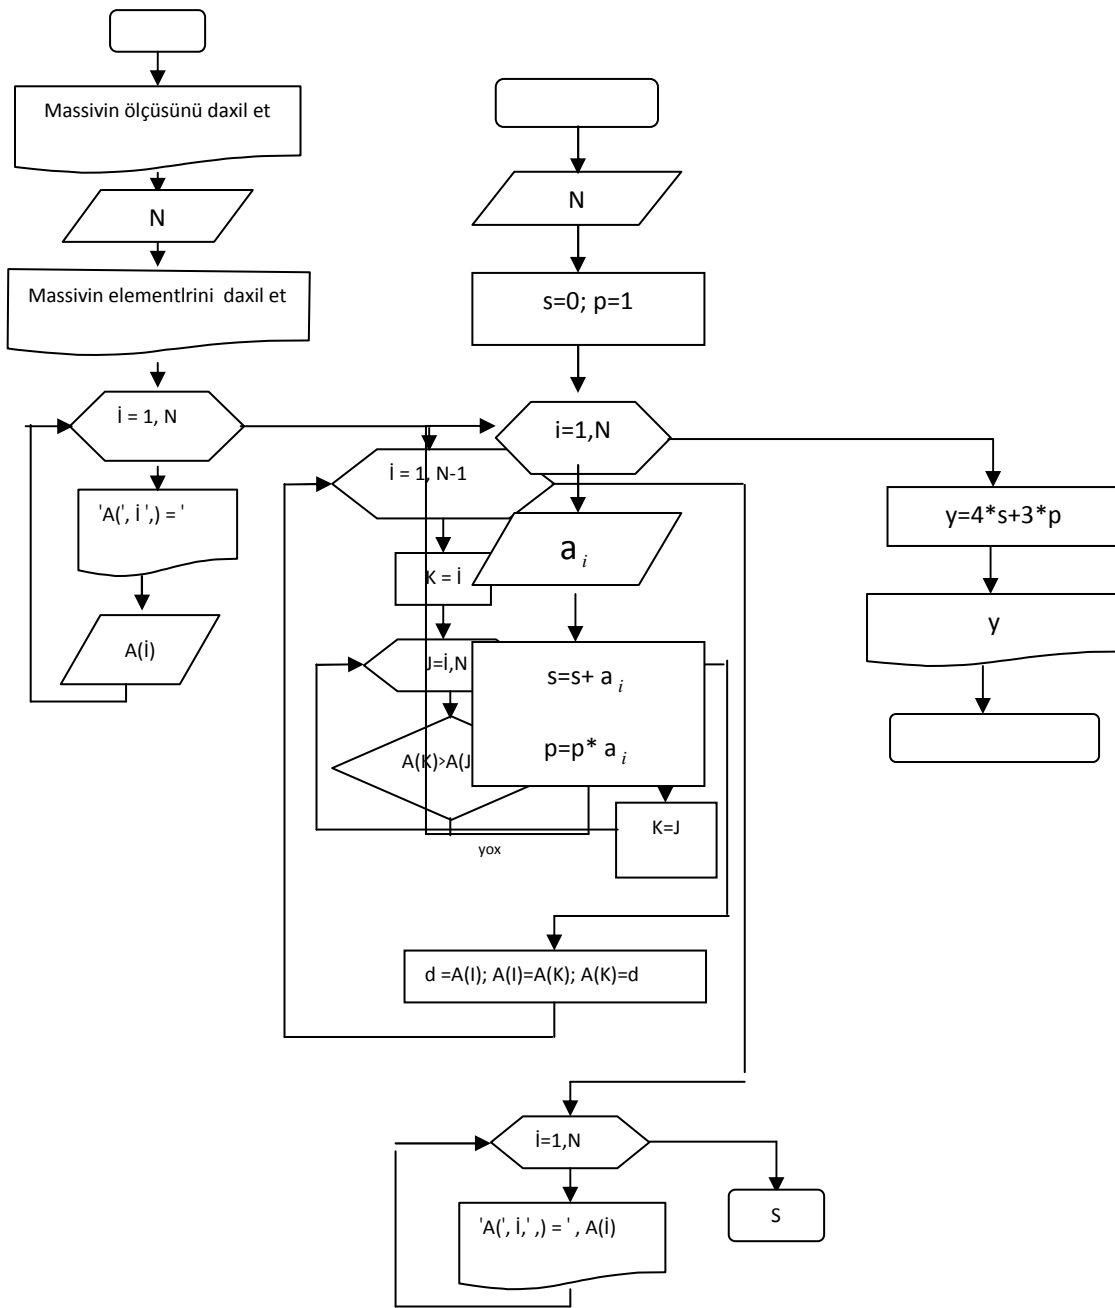 Massivin ölçüsünü daxil et
N
Massivin elementlrini daxil et
İ = 1, N
'A(', İ ',) = '
A(İ)
İ = 1, N-1
K = İ
J=İ,N
A(K)>A(J
yox
K=J
d =A(I); A(I)=A(K); A(K)=d
İ=1,N
'A(', İ,' ,) = ' , A(İ)
S
N
s=0; p=1
i=1,N
a i
s=s+ a i
p=p* a i
y=4*s+3*p
y